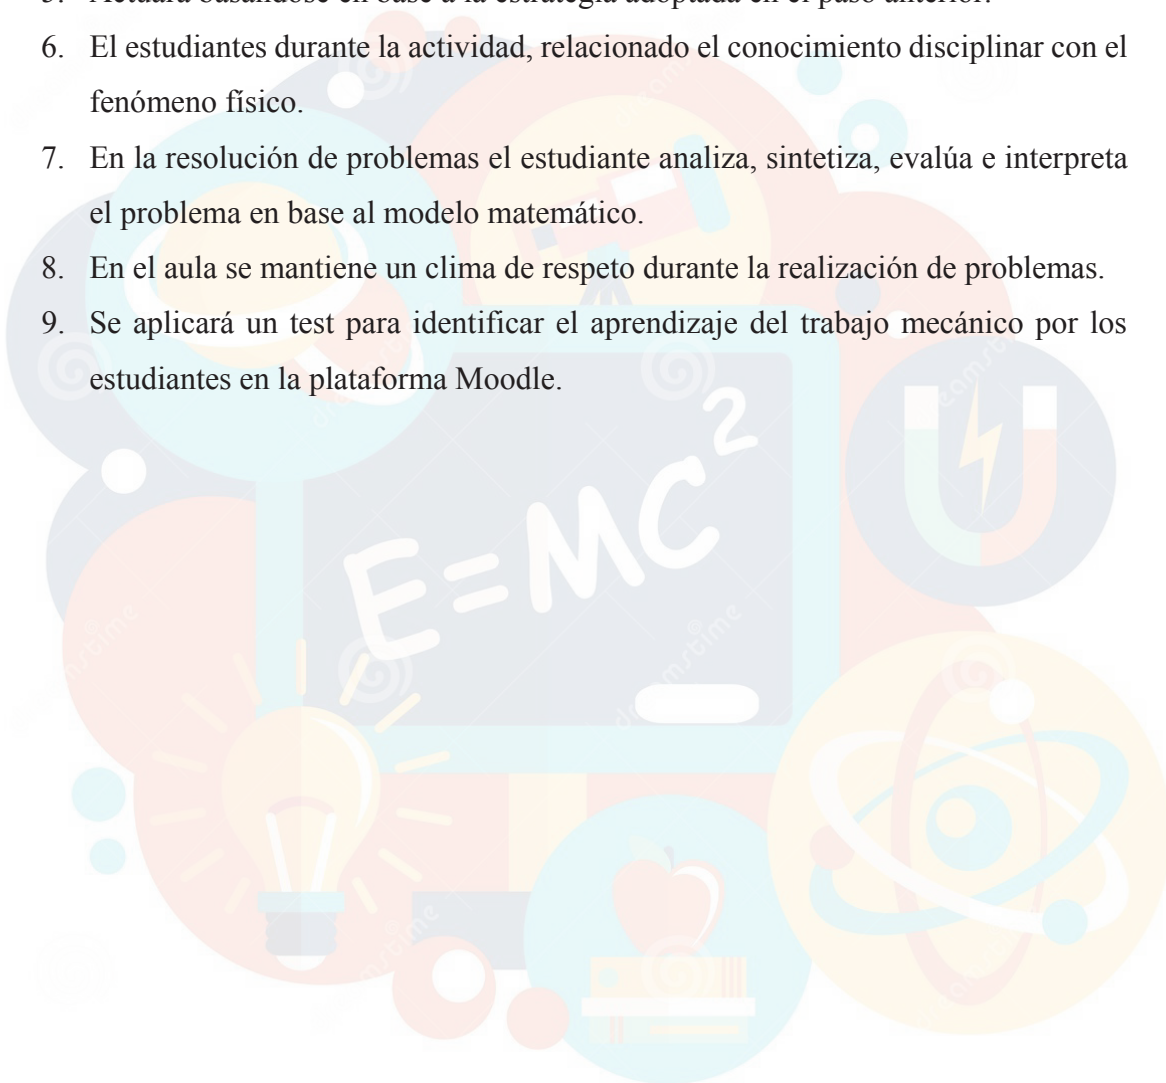 5. Actuará basándose en base a la estrategia adoptada en el paso anterior.
6. El estudiantes durante la actividad, relacionado el conocimiento disciplinar con el
fenómeno físico.
7. En la resolución de problemas el estudiante analiza, sintetiza, evalúa e interpreta
el problema en base al modelo matemático.
8. En el aula se mantiene un clima de respeto durante la realización de problemas.
9. Se aplicará un test para identificar el aprendizaje del trabajo mecánico por los
estudiantes en la plataforma Moodle.
E=MC²
dreamstime